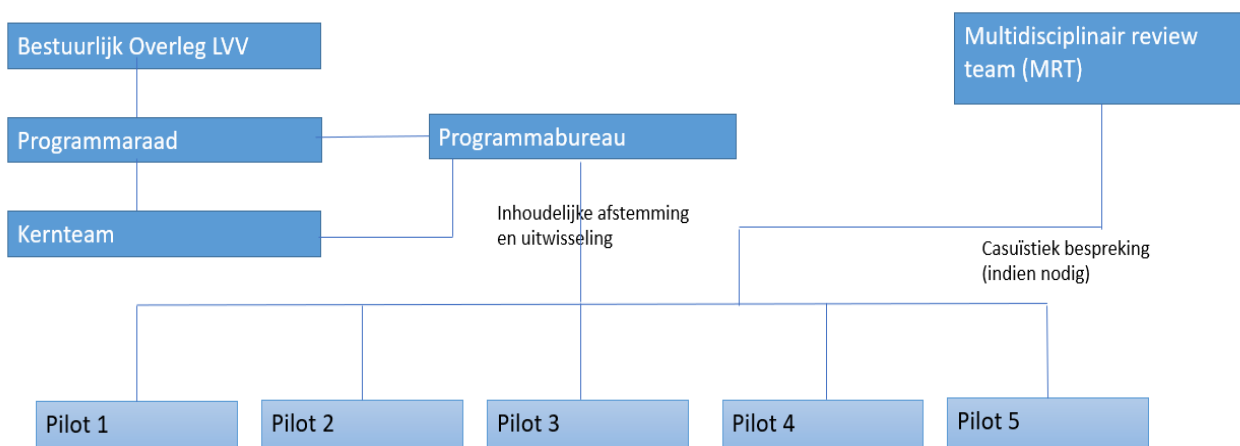 Bestuurlijk Overleg LVV
Multidisciplinair review
team (MRT)
Programmaraad
Programmabureau
Kernteam
Inhoudelijke afstemming
en uitwisseling
Casuïstiek bespreking
(indien nodig)
Pilot 1
Pilot 2
Pilot 3
Pilot 4
Pilot 5